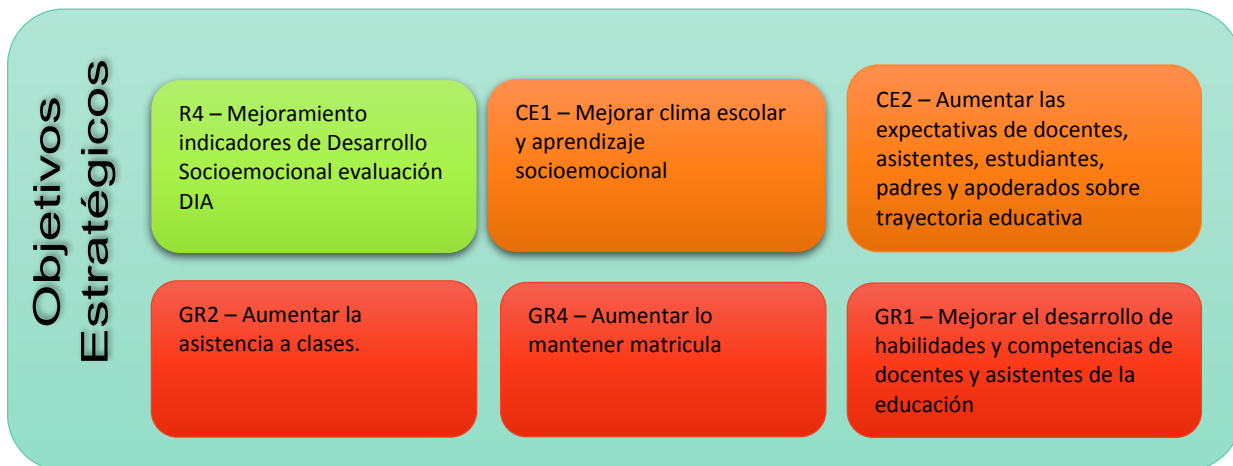 Objetivos
Estratégicos
R4 – Mejoramiento
indicadores de Desarrollo
Socioemocional evaluación
DIA
CE1 – Mejorar clima escolar
y aprendizaje
socioemocional
CE2 – Aumentar las
expectativas de docentes,
asistentes, estudiantes,
padres y apoderados sobre
trayectoria educativa
GR2 – Aumentar la
asistencia a clases.
GR4 – Aumentar lo
mantener matricula
GR1 – Mejorar el desarrollo de
habilidades y competencias de
docentes y asistentes de la
educación